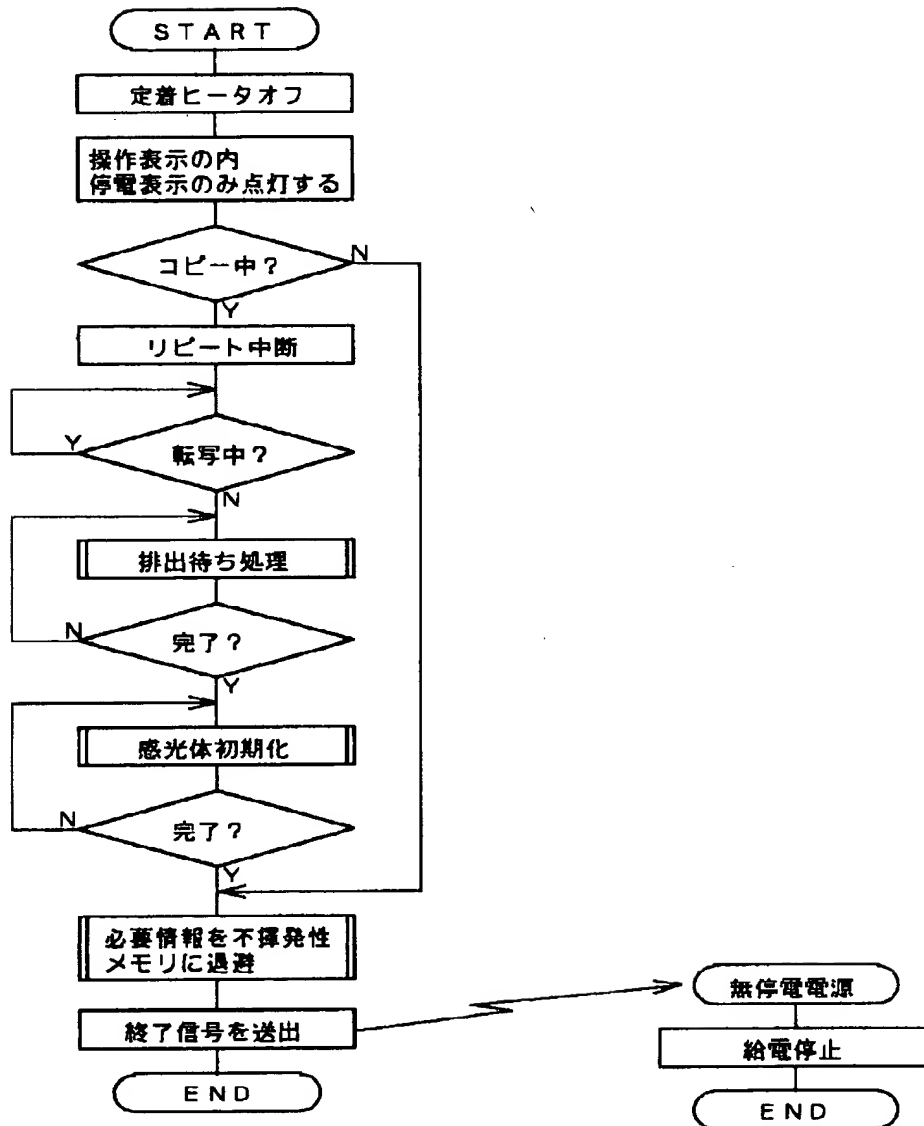 START
定着ヒータオフ
操作表示の内
停電表示のみ点灯する
コピー中?
N
Y
リピート中断
Y
転写中?
N
排出待ち処理
N
完了?
Y
感光体初期化
N
完了?
Y
必要情報を不揮発性
メモリに退避
終了信号を送出
END
無停電電源
給電停止
END